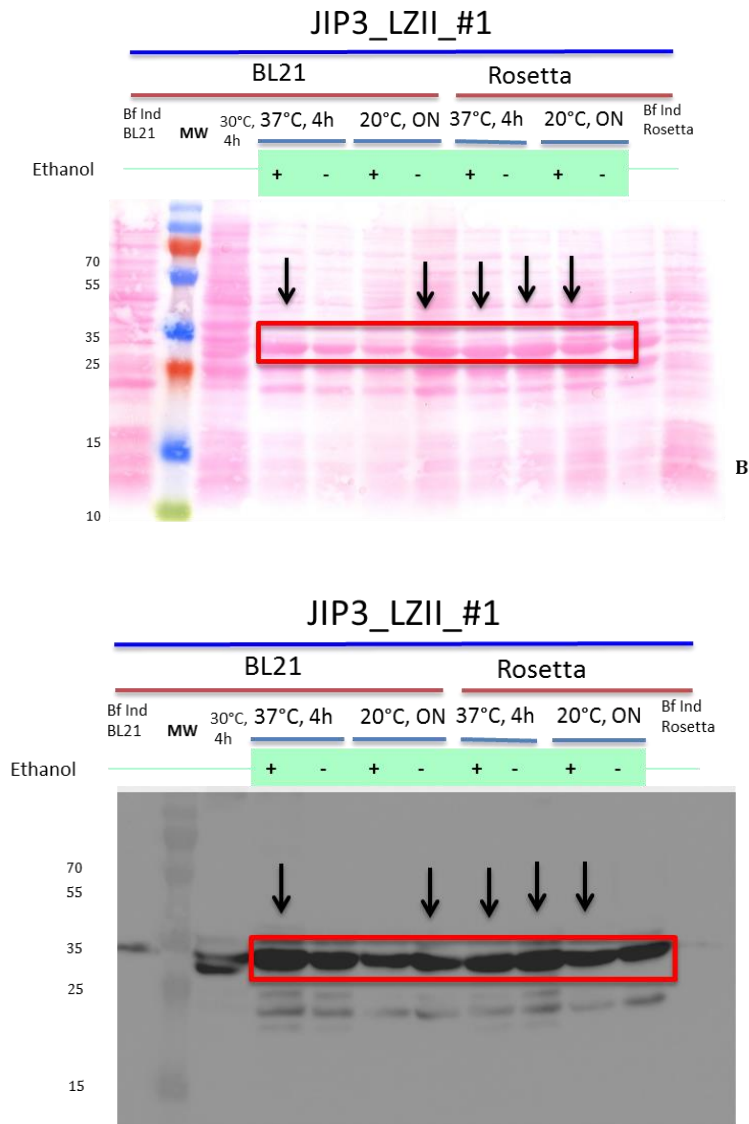 JIP3_LZII_#1
BL21 Rosetta
Bf Ind BL21 MW 30°C, 4h 37°C, 4h 20°C, ON 37°C, 4h 20°C, ON Bf Ind Rosetta
Ethanol + - + - + - + -
70
55
35
25
15
B
10
JIP3_LZII_#1
BL21 Rosetta
Bf Ind BL21 MW 30°C, 4h 37°C, 4h 20°C, ON 37°C, 4h 20°C, ON Bf Ind Rosetta
Ethanol + - + - + - + -
70
55
35
25
15